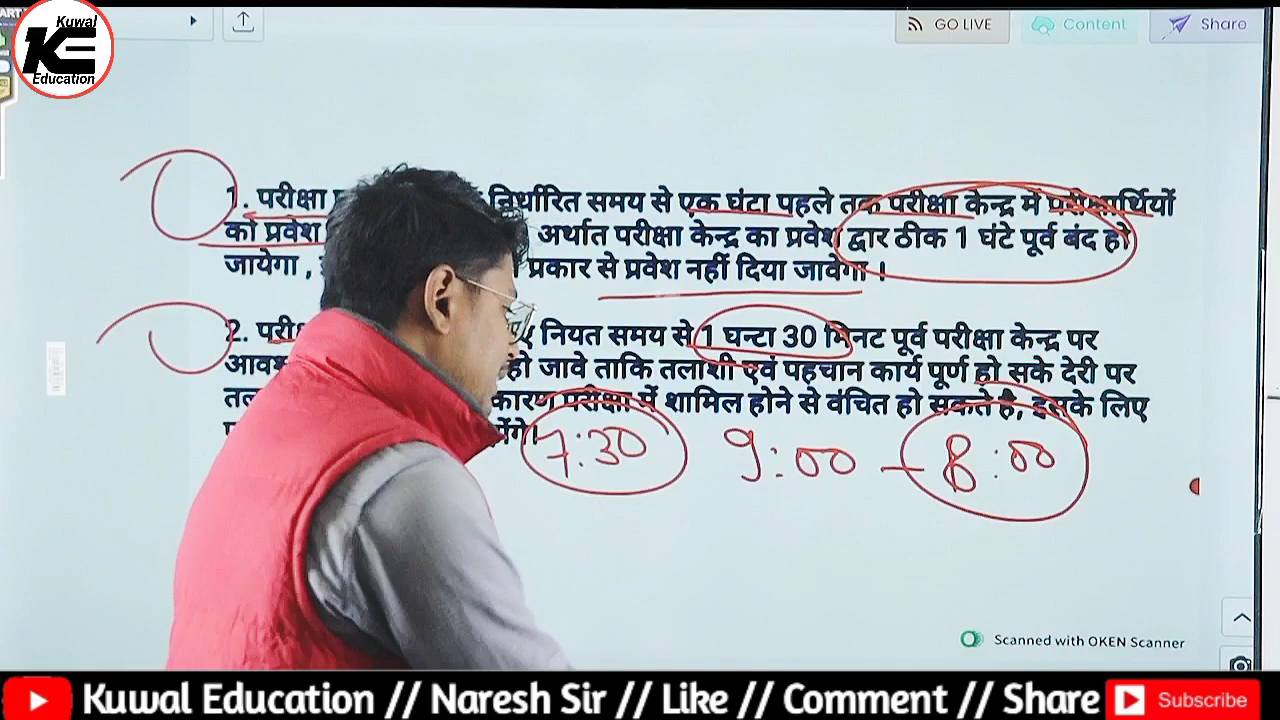 Kuwal
KE
Education
GO LIVE
Content
Share
1. परीक्षा निर्धारित समय से एक घंटा पहले तक परीक्षा केन्द्र में परीक्षार्थियों
को प्रवेश अर्थात परीक्षा केन्द्र का प्रवेश द्वार ठीक 1 घंटे पूर्व बंद हो
जायेगा , प्रकार से प्रवेश नहीं दिया जावेगा ।
2. नियत समय से 1 घन्टा 30 मिनट पूर्व परीक्षा केन्द्र पर
हो जावे ताकि तलाशी एवं पहचान कार्य पूर्ण हो सके देरी पर
कारण परीक्षा में शामिल होने से वंचित हो सकते है, इसके लिए
7:30 9:00 - 8:00
Scanned with OKEN Scanner
Kuwal Education // Naresh Sir // Like // Comment // Share Subscribe